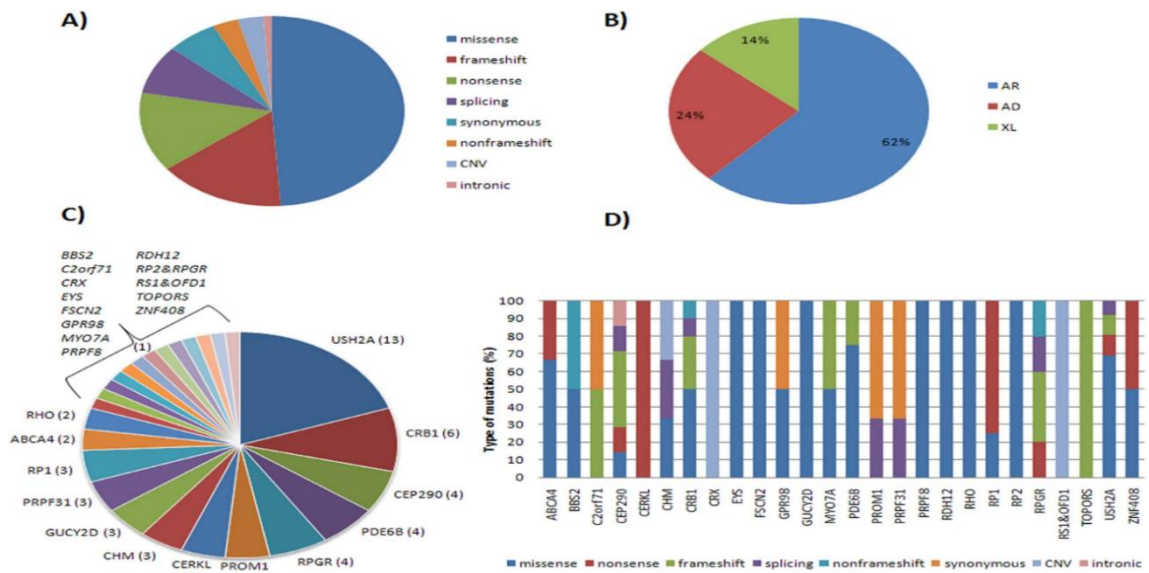 A)
missense
frameshift
nonsense
splicing
synonymous
nonframeshift
CNV
intronic
B)
14%
24%
62%
AR
AD
XL
C)
BBS2 RDH12
C2orf71 RP2&RPGR
CRX RS1&OFD1
EYS TOPORS
FSCN2 ZNF408
GPR98
MYO7A
PRPF8
(1)
USH2A (13)
CRB1 (6)
CEP290 (4)
PDE6B (4)
RPGR (4)
PROM1
CERKL
CHM (3)
GUCY2D (3)
PRPF31 (3)
RP1 (3)
ABCA4 (2)
RHO (2)
D)
Type of mutations (%)
100
90
80
70
60
50
40
30
20
10
0
ABCA4
BBS2
C2orf71
CEP290
CERKL
CHM
CRB1
CRX
EYS
FSCN2
GPR98
GUCY2D
MYO7A
PDE6B
PROM1
PRPF31
PRPF8
RDH12
RHO
RP1
RP2
RPGR
RS1&OFD1
TOPORS
USH2A
ZNF408
missense nonsense frameshift splicing nonframeshift synonymous CNV intronic